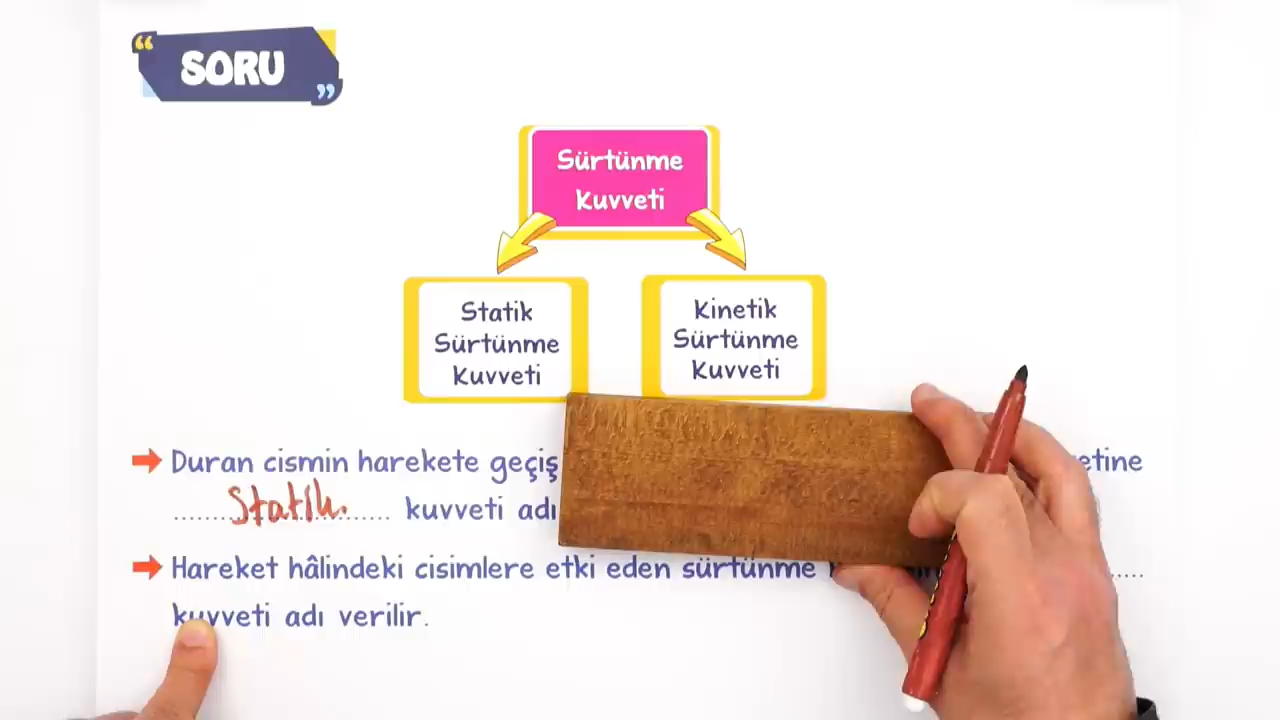 SORU
Sürtünme
Kuvveti
Statik
Sürtünme
Kuvveti
Kinetik
Sürtünme
Kuvveti
Duran cismin harekete geçiş
Statik kuvveti adı
Hareket hâlindeki cisimlere etki eden sürtünme
kuvveti adı verilir.